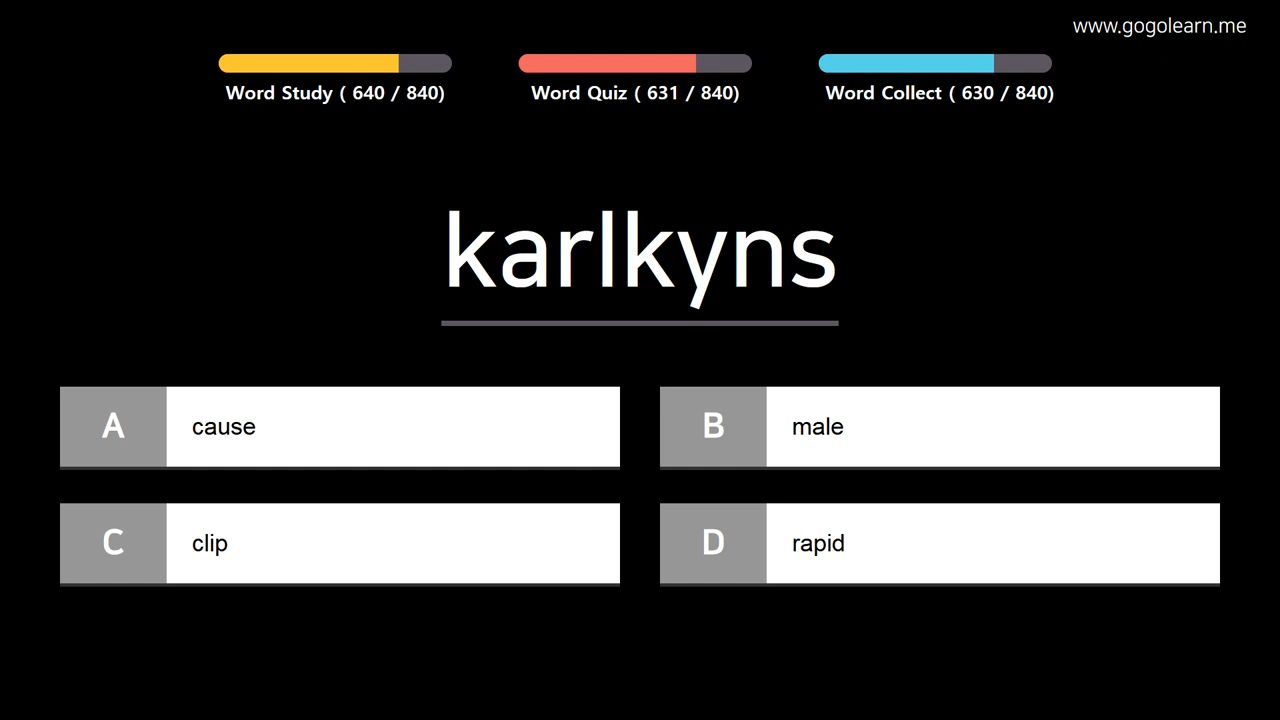 www.gogolearn.me
Word Study ( 640 / 840)
Word Quiz ( 631 / 840)
Word Collect ( 630 / 840)
karlkyns
A cause
B male
C clip
D rapid